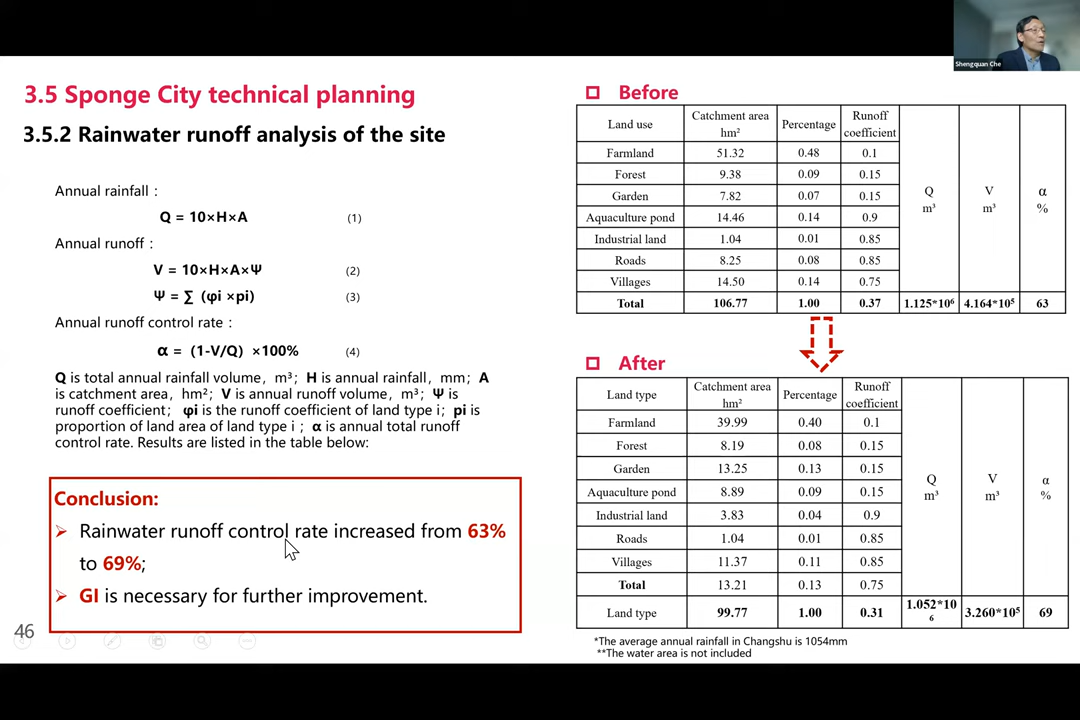 Shengquan Che
3.5 Sponge City technical planning
3.5.2 Rainwater runoff analysis of the site
Annual rainfall :
Q = 10×H×A (1)
Annual runoff :
V = 10×H×A×Ψ (2)
Ψ = ∑ (φi ×pi) (3)
Annual runoff control rate :
α = (1-V/Q) ×100% (4)
Q is total annual rainfall volume, m³; H is annual rainfall, mm; A
is catchment area, hm²; V is annual runoff volume, m³; Ψ is
runoff coefficient; φi is the runoff coefficient of land type i; pi is
proportion of land area of land type i ; α is annual total runoff
control rate. Results are listed in the table below:
Conclusion:
➢ Rainwater runoff control rate increased from 63%
to 69%;
➢ GI is necessary for further improvement.
46
Before
Land use Catchment area hm² Percentage Runoff coefficient Q m³ V m³ α %
Farmland 51.32 0.48 0.1
Forest 9.38 0.09 0.15
Garden 7.82 0.07 0.15
Aquaculture pond 14.46 0.14 0.9
Industrial land 1.04 0.01 0.85
Roads 8.25 0.08 0.85
Villages 14.50 0.14 0.75
Total 106.77 1.00 0.37 1.125*10⁶ 4.164*10⁵ 63
After
Land type Catchment area hm² Percentage Runoff coefficient Q m³ V m³ α %
Farmland 39.99 0.40 0.1
Forest 8.19 0.08 0.15
Garden 13.25 0.13 0.15
Aquaculture pond 8.89 0.09 0.15
Industrial land 3.83 0.04 0.9
Roads 1.04 0.01 0.85
Villages 11.37 0.11 0.85
Total 13.21 0.13 0.75
Land type 99.77 1.00 0.31 1.052*10⁶ 3.260*10⁵ 69
*The average annual rainfall in Changshu is 1054mm
**The water area is not included